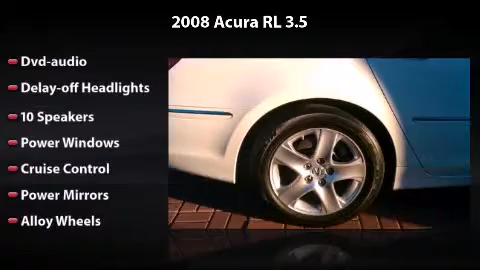 2008 Acura RL 3.5
Dvd-audio
Delay-off Headlights
10 Speakers
Power Windows
Cruise Control
Power Mirrors
Alloy Wheels